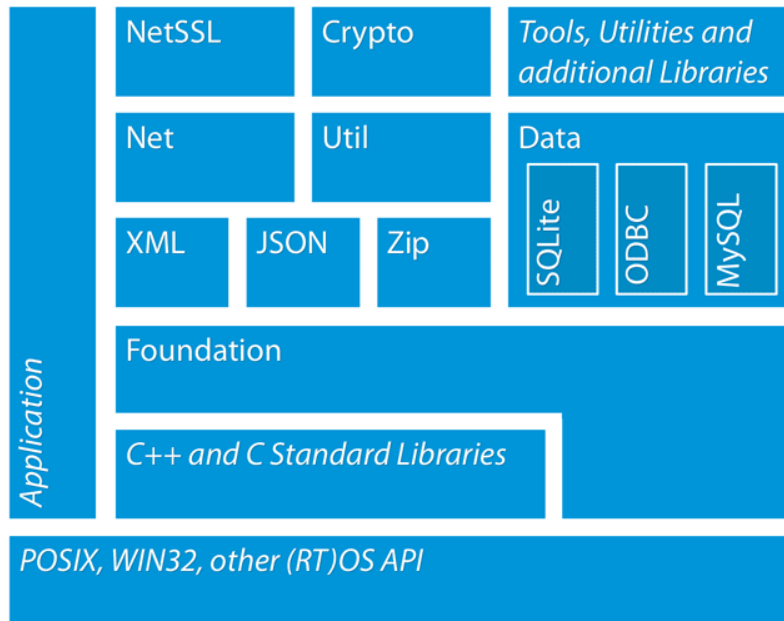 NetSSL
Crypto
Tools, Utilities and
additional Libraries
Net
Util
Data
SQLite
ODBC
MySQL
XML
JSON
Zip
Foundation
Application
C++ and C Standard Libraries
POSIX, WIN32, other (RT)OS API